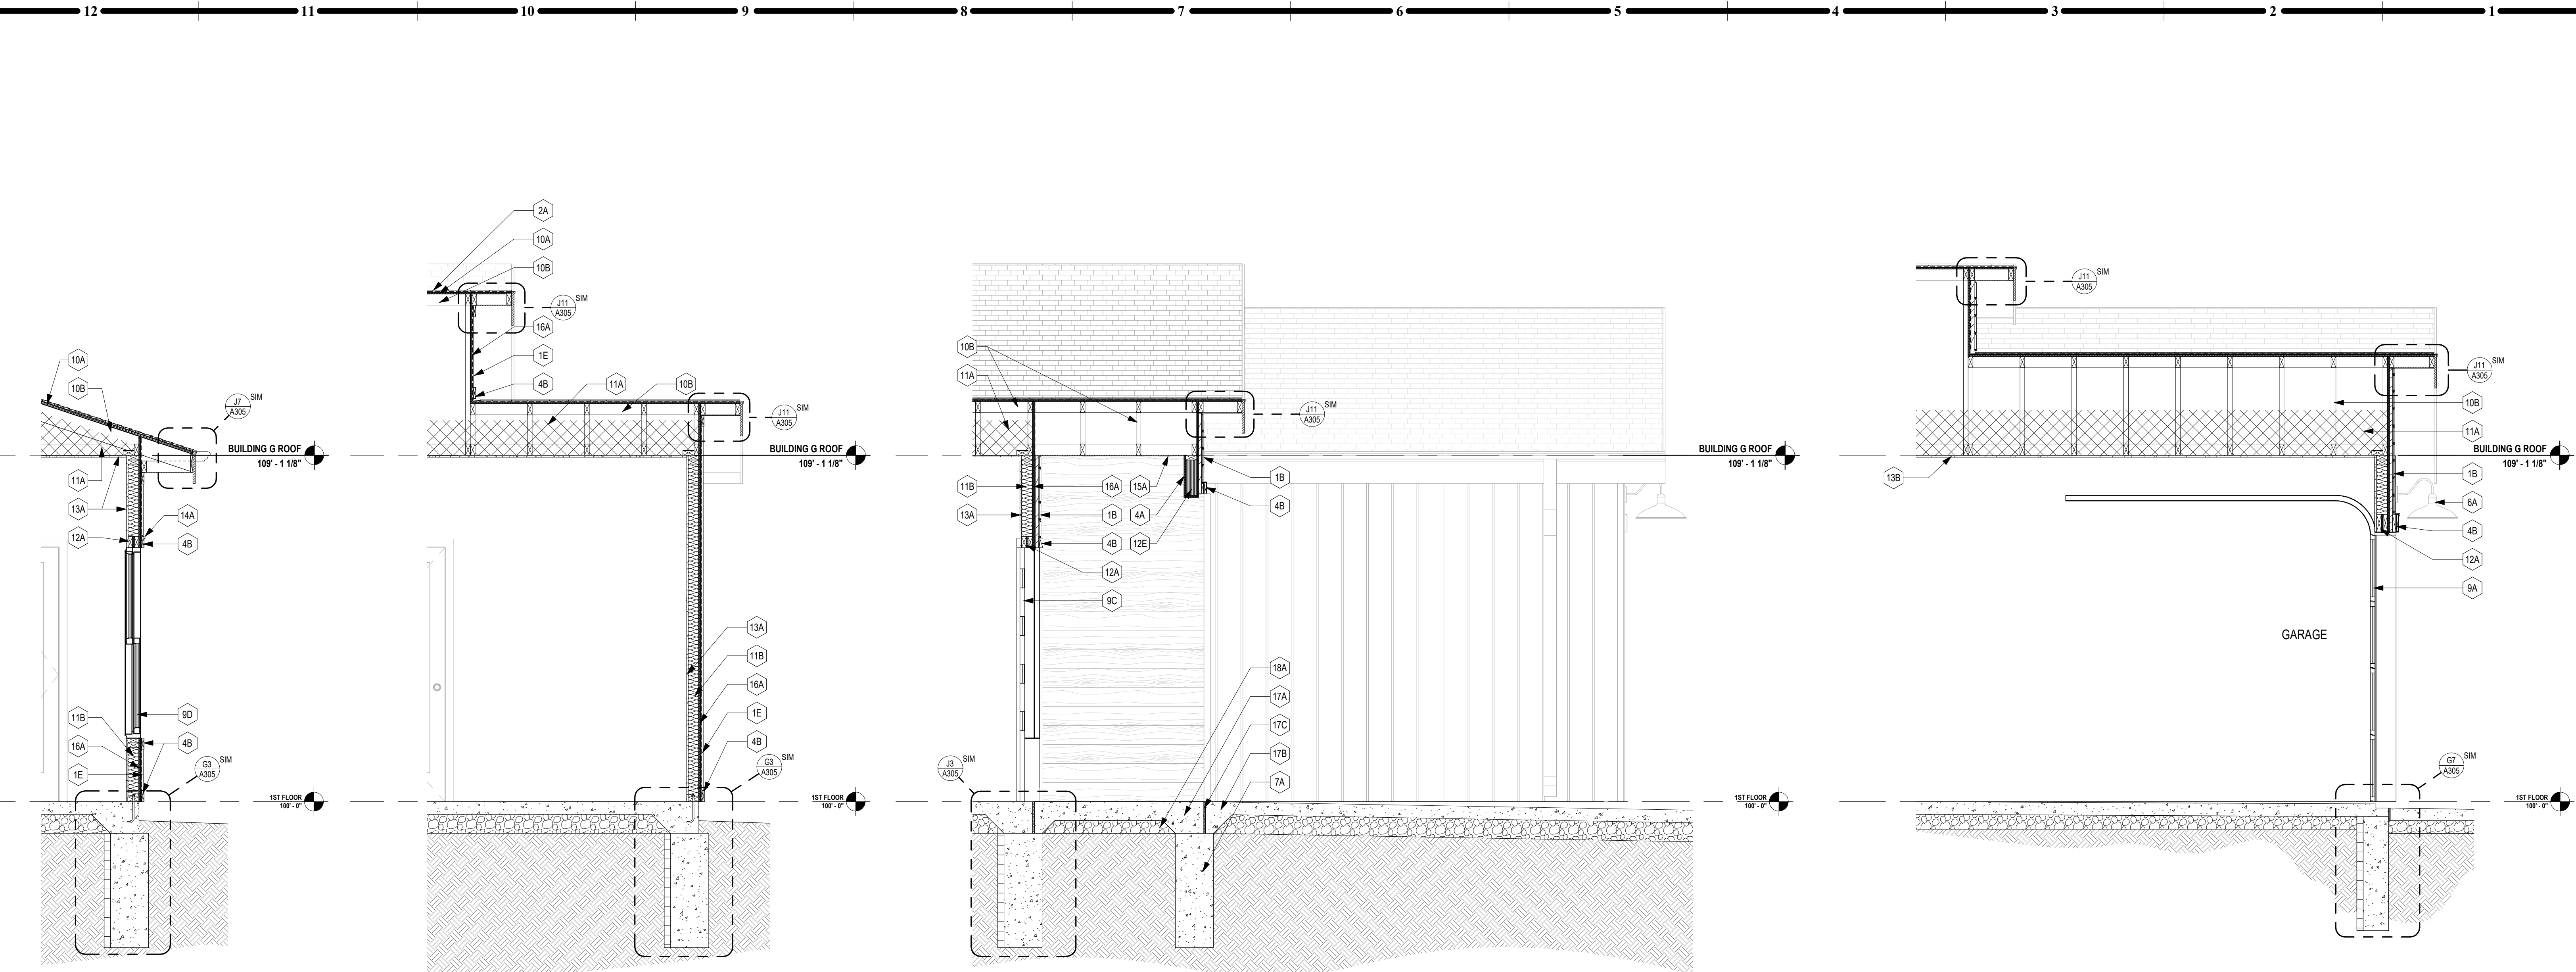 12 11 10 9 8 7 6 5 4 3 2 1
10A
10B
J7
A305
SIM
BUILDING G ROOF
109' - 1 1/8"
11A
13A
14A
12A
4B
9D
11B
4B
16A
1E
G3
A305
SIM
1ST FLOOR
100' - 0"
2A
10A
10B
J11
A305
SIM
16A
1E
4B
11A
10B
J11
A305
SIM
BUILDING G ROOF
109' - 1 1/8"
13A
11B
16A
1E
4B
G3
A305
SIM
1ST FLOOR
100' - 0"
10B
11A
J11
A305
SIM
BUILDING G ROOF
109' - 1 1/8"
11B
16A
15A
1B
13A
1B
4A
4B
4B
12E
12A
9C
18A
17A
17C
17B
7A
J3
A305
SIM
1ST FLOOR
100' - 0"
J11
A305
SIM
J11
A305
SIM
10B
11A
BUILDING G ROOF
109' - 1 1/8"
13B
1B
6A
4B
12A
9A
GARAGE
G7
A305
SIM
1ST FLOOR
100' - 0"